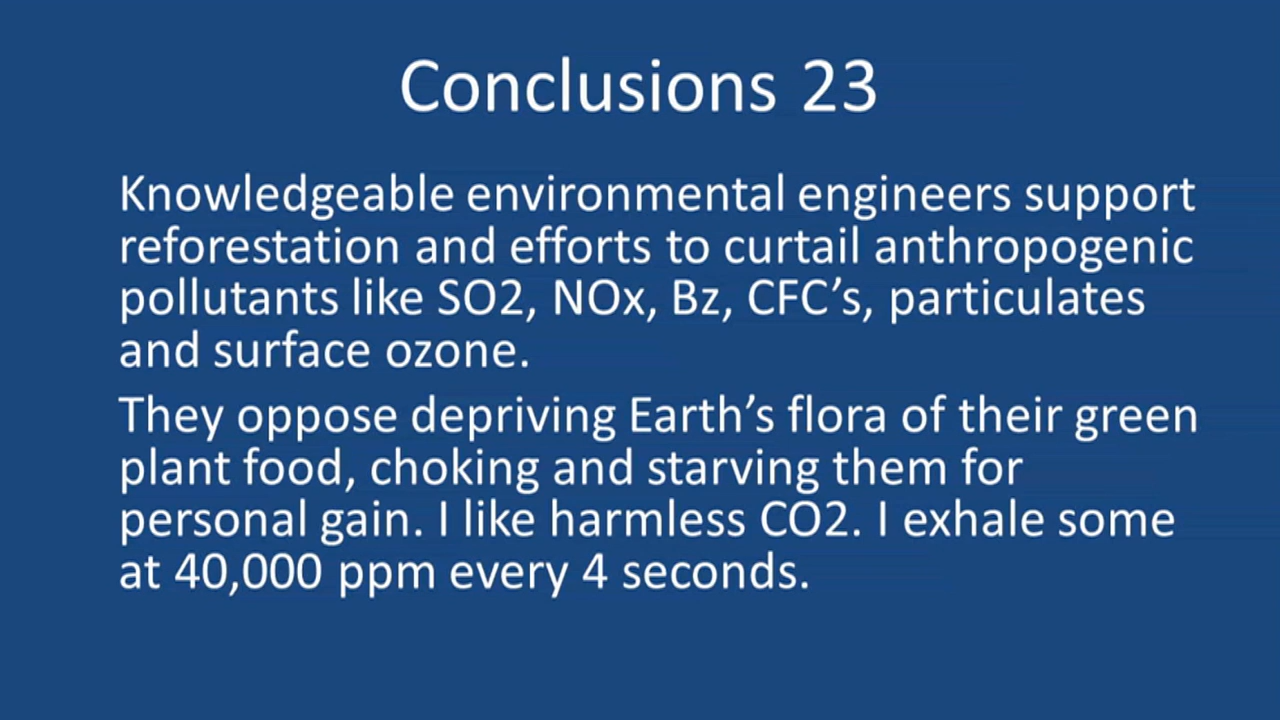 Conclusions 23
Knowledgeable environmental engineers support
reforestation and efforts to curtail anthropogenic
pollutants like SO2, NOx, Bz, CFC’s, particulates
and surface ozone.
They oppose depriving Earth’s flora of their green
plant food, choking and starving them for
personal gain. I like harmless CO2. I exhale some
at 40,000 ppm every 4 seconds.